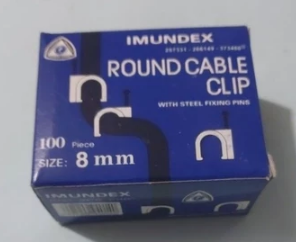 IMUNDEX
ROUND CABLE
CLIP
WITH STEEL FIXING PINS
100 Piece
SIZE: 8 mm
IMUNDEX